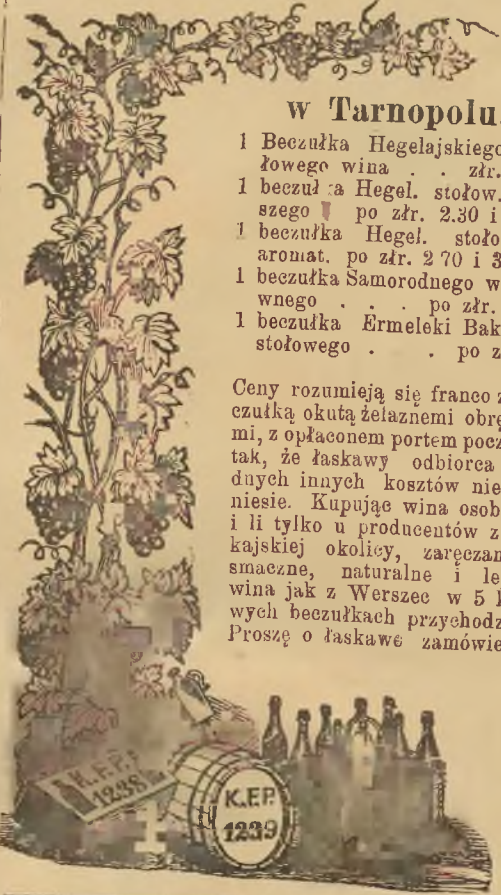 w Tarnopolu.
1 Beczułka Hegelajskiego
łowego wina . . złr.
1 beczuł a Hegel. stołow.
szego po złr. 2.30 i
1 beczułka Hegel. stoło
aromat. po złr. 2 70 i 3
1 beczułka Samorodnego w
wnego . . . po złr.
1 beczułka Ermeleki Bak
stołowego . . po z
Ceny rozumieją się franco z
czułką okutą żelaznemi obrę
mi, z opłaconem portem pocz
tak, że łaskawy odbiorca
dnych innych kosztów nie
niesie. Kupując wina osob
i li tylko u producentów z
kajskiej okolicy, zaręczam
smaczne, naturalne i le
wina jak z Werszec w 5 k
wych beczułkach przychodz
Proszę o łaskawe zamówie
K.F.P.
1238
K.F.P.
1239